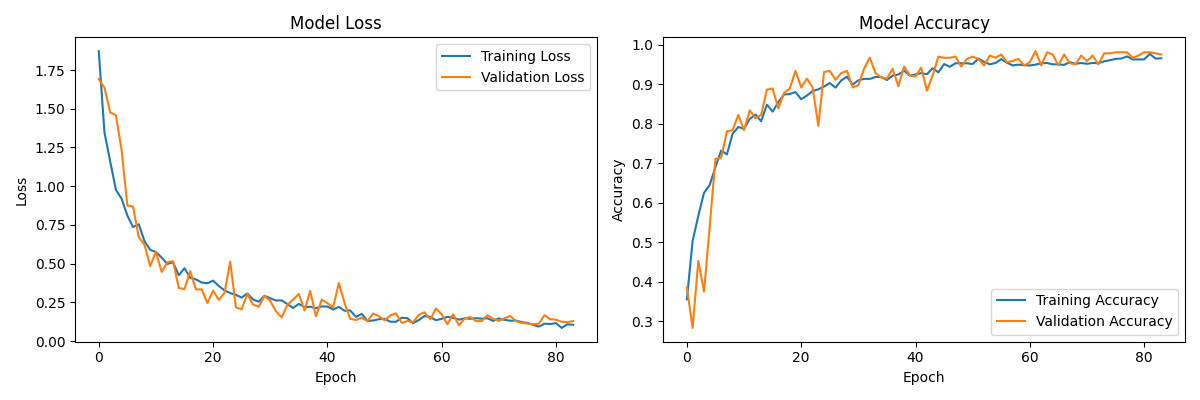 Model Loss
Training Loss
Validation Loss
1.75
1.50
1.25
1.00
0.75
0.50
0.25
0.00
Loss
0 20 40 60 80
Epoch
Model Accuracy
1.0
0.9
0.8
0.7
0.6
0.5
0.4
0.3
Accuracy
Training Accuracy
Validation Accuracy
0 20 40 60 80
Epoch